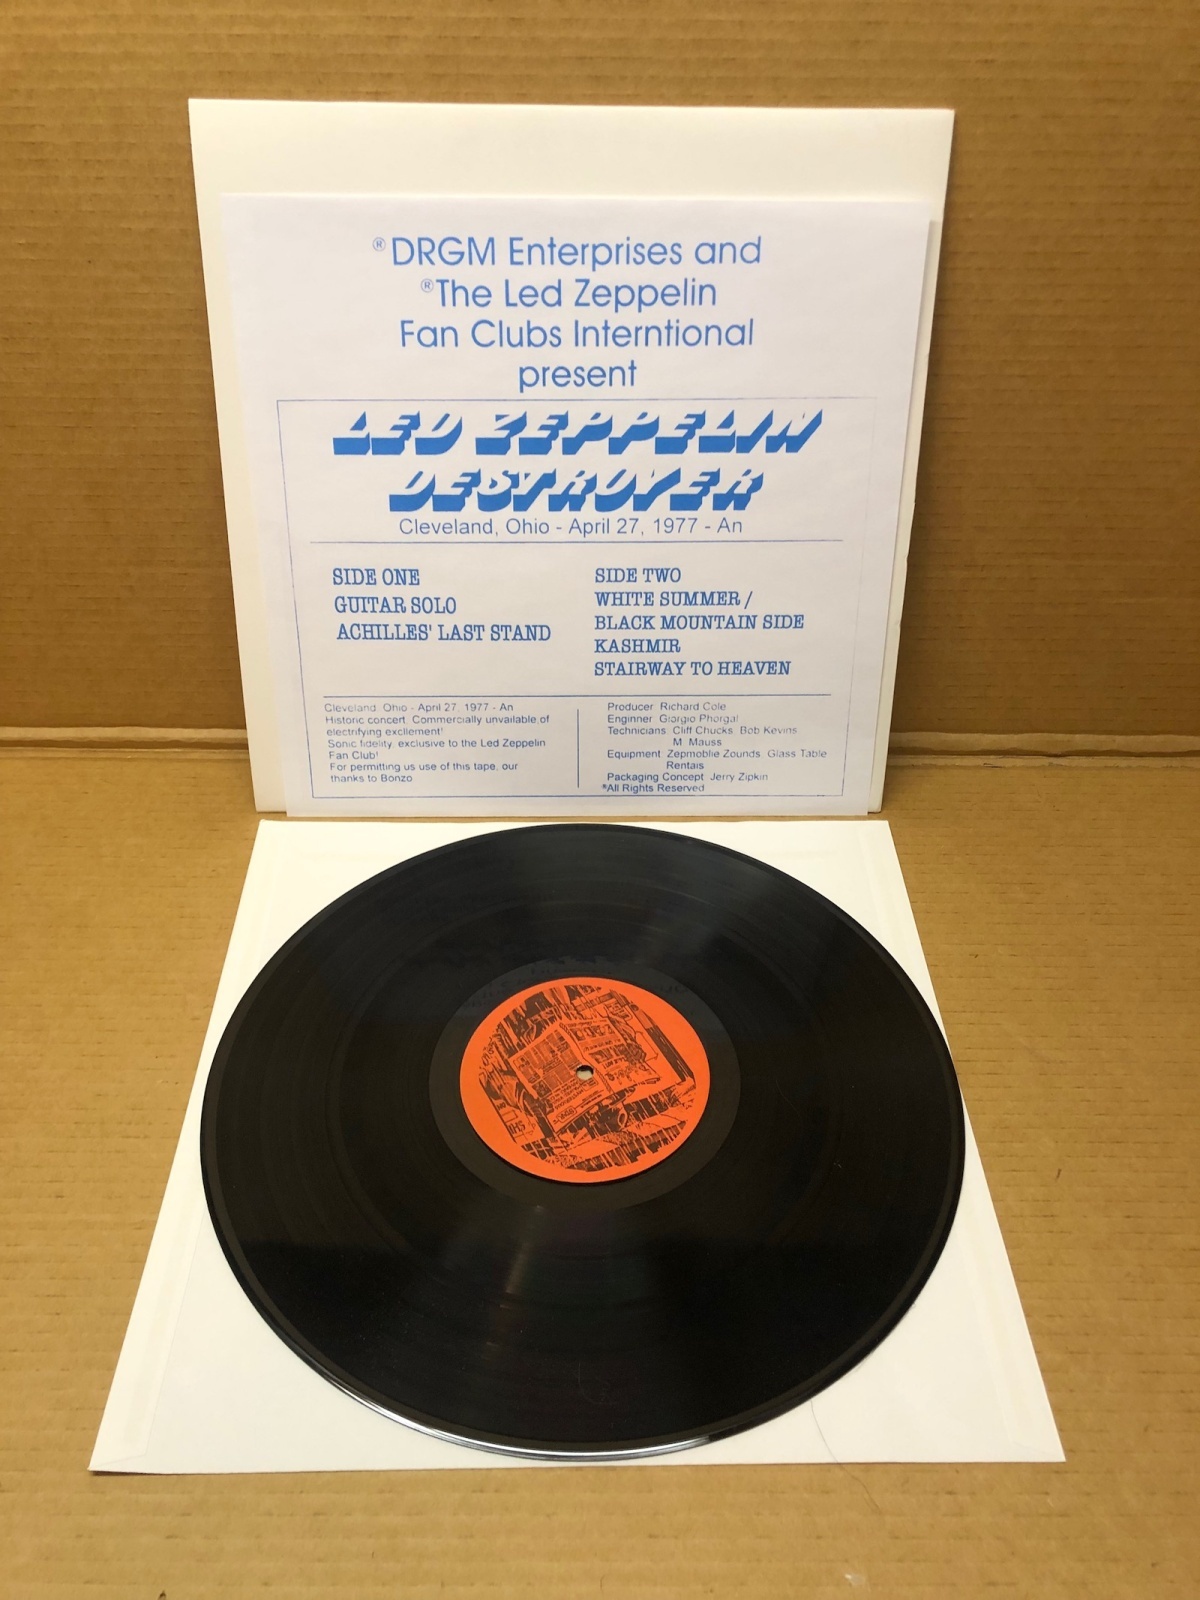 ®DRGM Enterprises and
®The Led Zeppelin
Fan Clubs Interntional
present
LED ZEPPELIN
DESTROYER
Cleveland, Ohio - April 27, 1977 - An
SIDE ONE
GUITAR SOLO
ACHILLES' LAST STAND
SIDE TWO
WHITE SUMMER /
BLACK MOUNTAIN SIDE
KASHMIR
STAIRWAY TO HEAVEN
Cleveland, Ohio - April 27, 1977 - An
Historic concert. Commercially unvailable,of
electrifying excllement!
Sonic fidelity, exclusive to the Led Zeppelin
Fan Club!
For permitting us use of this tape, our
thanks to Bonzo
Producer Richard Cole
Enginner Giorgio Phorgat
Technicians Cliff Chucks, Bob Kevins
M. Mauss
Equipment Zepmoblie Zounds, Glass Table
Rentals
Packaging Concept Jerry Zipkin
®All Rights Reserved